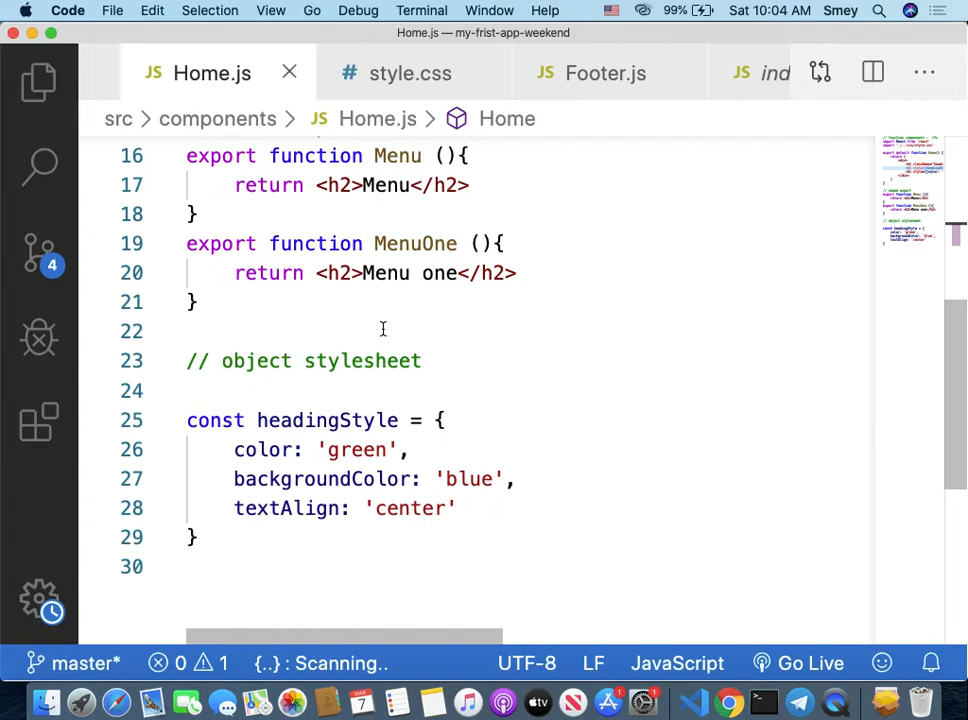 Code File Edit Selection View Go Debug Terminal Window Help 99% Sat 10:04 AM Smey
Home.js — my-frist-app-weekend
JS Home.js # style.css JS Footer.js JS ind
src > components > JS Home.js > Home
16 export function Menu (){
17 return <h2>Menu</h2>
18 }
19 export function MenuOne (){
20 return <h2>Menu one</h2>
21 }
22
23 // object stylesheet
24
25 const headingStyle = {
26 color: 'green',
27 backgroundColor: 'blue',
28 textAlign: 'center'
29 }
30
4
master* 0 1 {..} : Scanning.. UTF-8 LF JavaScript Go Live